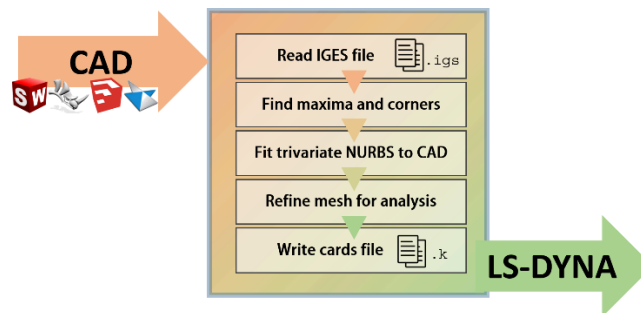 CAD
SW
Read IGES file
.igs
Find maxima and corners
Fit trivariate NURBS to CAD
Refine mesh for analysis
Write cards file
.k
LS-DYNA